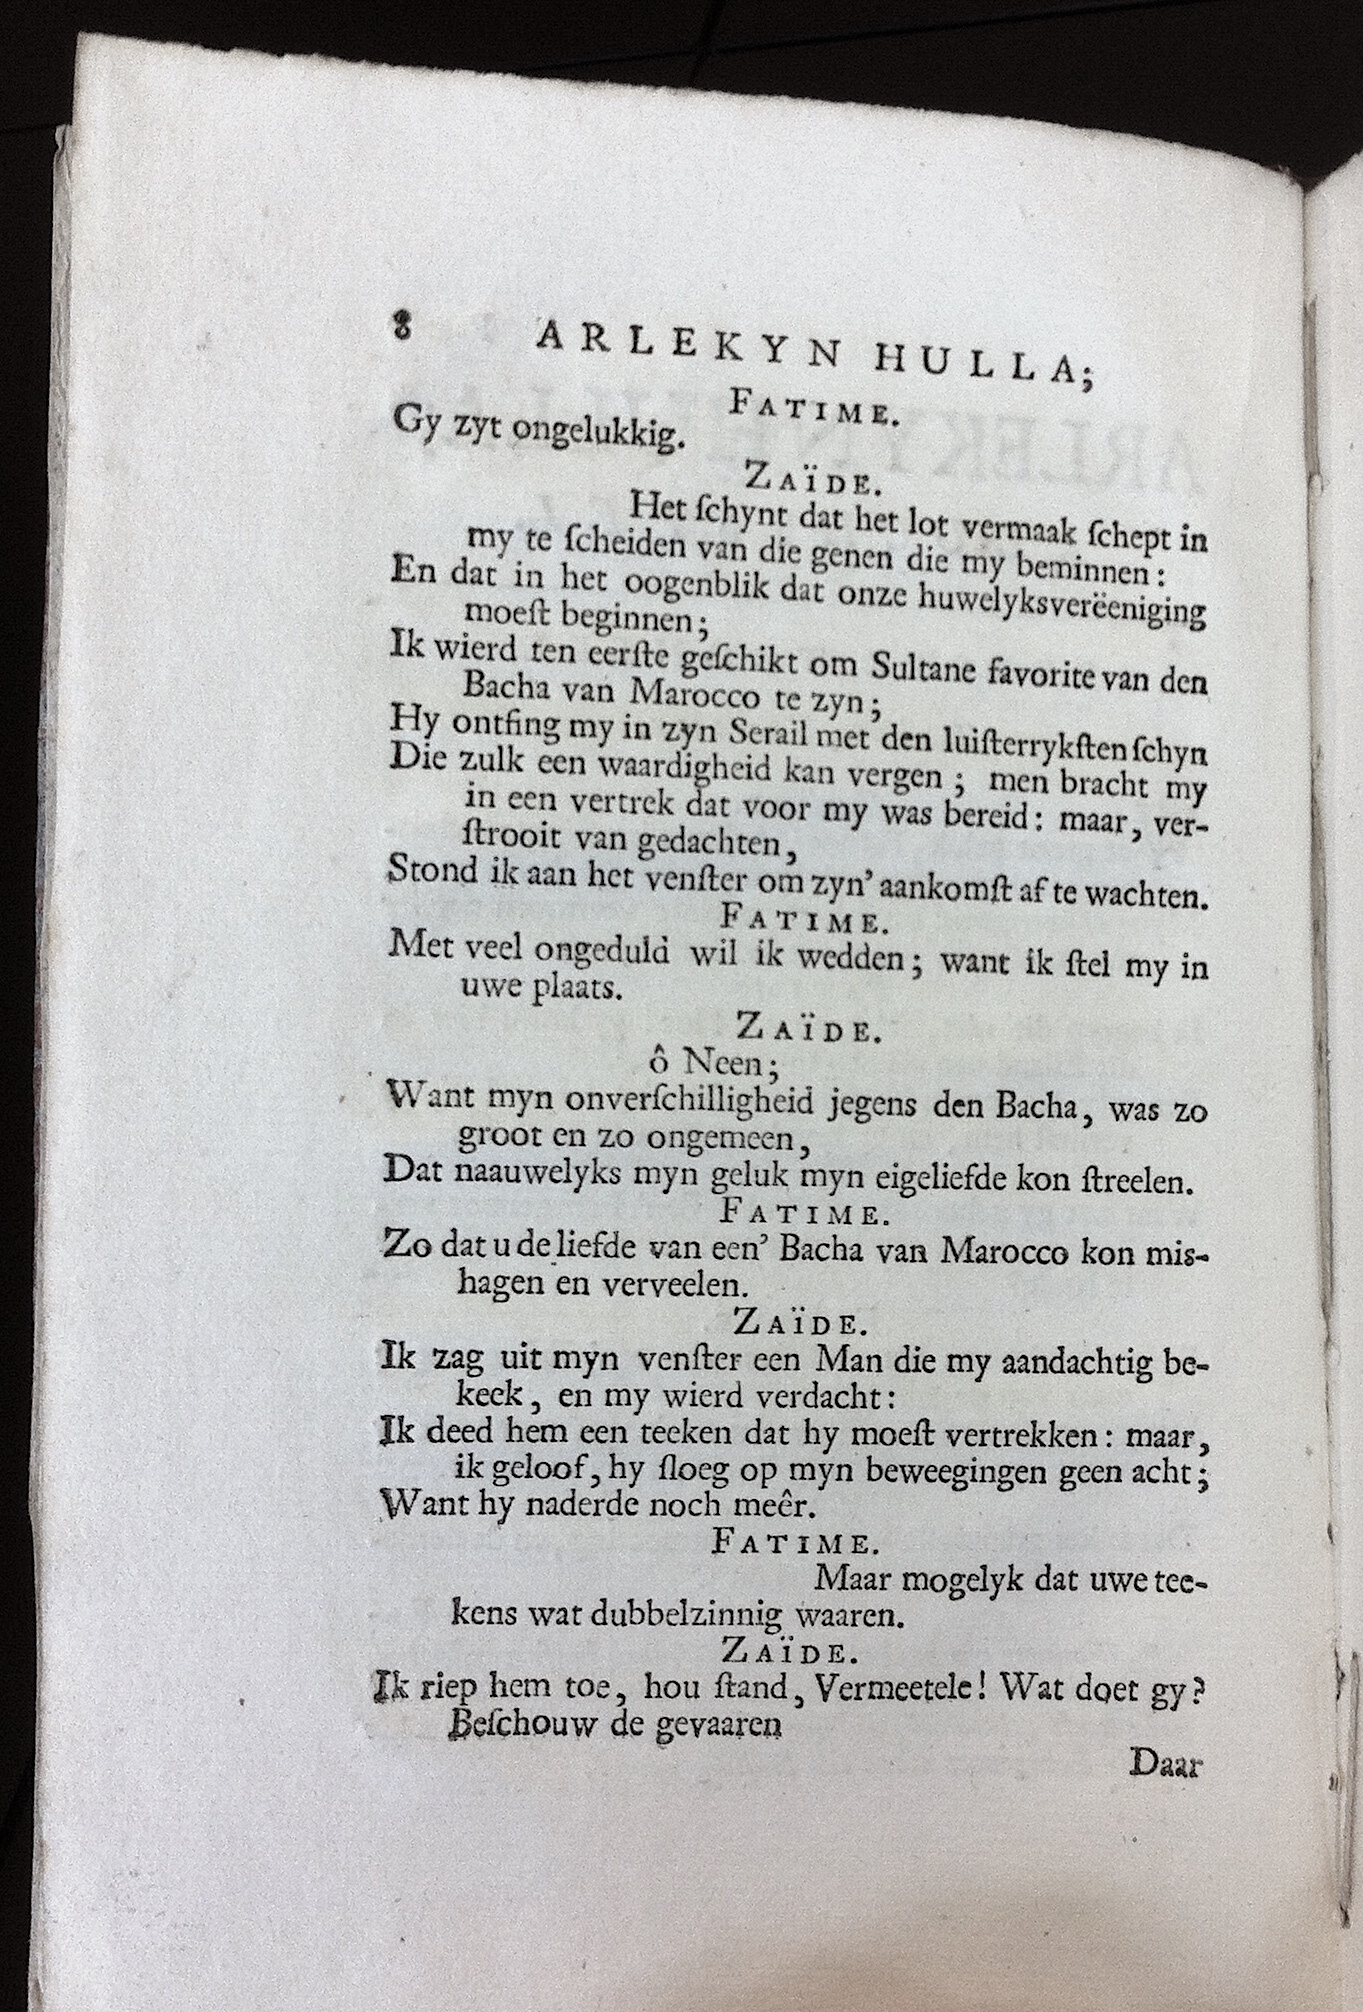 8 ARLEKYN HULLA;
FATIME.
Gy zyt ongelukkig.
ZAÏDE.
Het ſchynt dat het lot vermaak ſchept in
my te ſcheiden van die genen die my beminnen:
En dat in het oogenblik dat onze huwelyksverëeniging
moeſt beginnen;
Ik wierd ten eerſte geſchikt om Sultane favorite van den
Bacha van Marocco te zyn;
Hy ontfing my in zyn Serail met den luiſterrykſten ſchyn
Die zulk een waardigheid kan vergen; men bracht my
in een vertrek dat voor my was bereid: maar, ver-
ſtrooit van gedachten,
Stond ik aan het venſter om zyn' aankomſt af te wachten.
FATIME.
Met veel ongeduld wil ik wedden; want ik ſtel my in
uwe plaats.
ZAÏDE.
ô Neen;
Want myn onverſchilligheid jegens den Bacha, was zo
groot en zo ongemeen,
Dat naauwelyks myn geluk myn eigeliefde kon ſtreelen.
FATIME.
Zo dat u de liefde van een' Bacha van Marocco kon mis-
hagen en verveelen.
ZAÏDE.
Ik zag uit myn venſter een Man die my aandachtig be-
keek, en my wierd verdacht:
Ik deed hem een teeken dat hy moeſt vertrekken: maar,
ik geloof, hy ſloeg op myn beweegingen geen acht;
Want hy naderde noch meêr.
FATIME.
Maar mogelyk dat uwe tee-
kens wat dubbelzinnig waaren.
ZAÏDE.
Ik riep hem toe, hou ſtand, Vermeetele! Wat doet gy?
Beſchouw de gevaaren
Daar